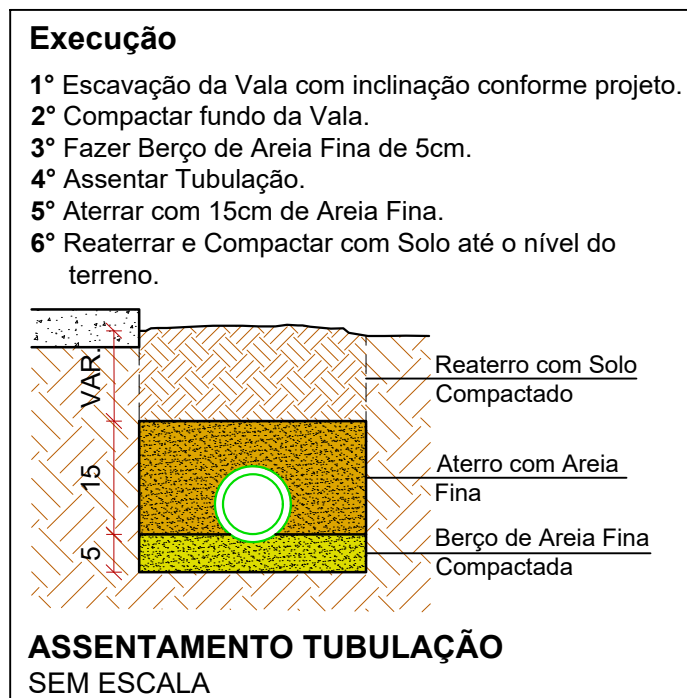 Execução
1° Escavação da Vala com inclinação conforme projeto.
2° Compactar fundo da Vala.
3° Fazer Berço de Areia Fina de 5cm.
4° Assentar Tubulação.
5° Aterrar com 15cm de Areia Fina.
6° Reaterrar e Compactar com Solo até o nível do
terreno.
VAR.
15
5
Reaterro com Solo
Compactado
Aterro com Areia
Fina
Berço de Areia Fina
Compactada
ASSENTAMENTO TUBULAÇÃO
SEM ESCALA